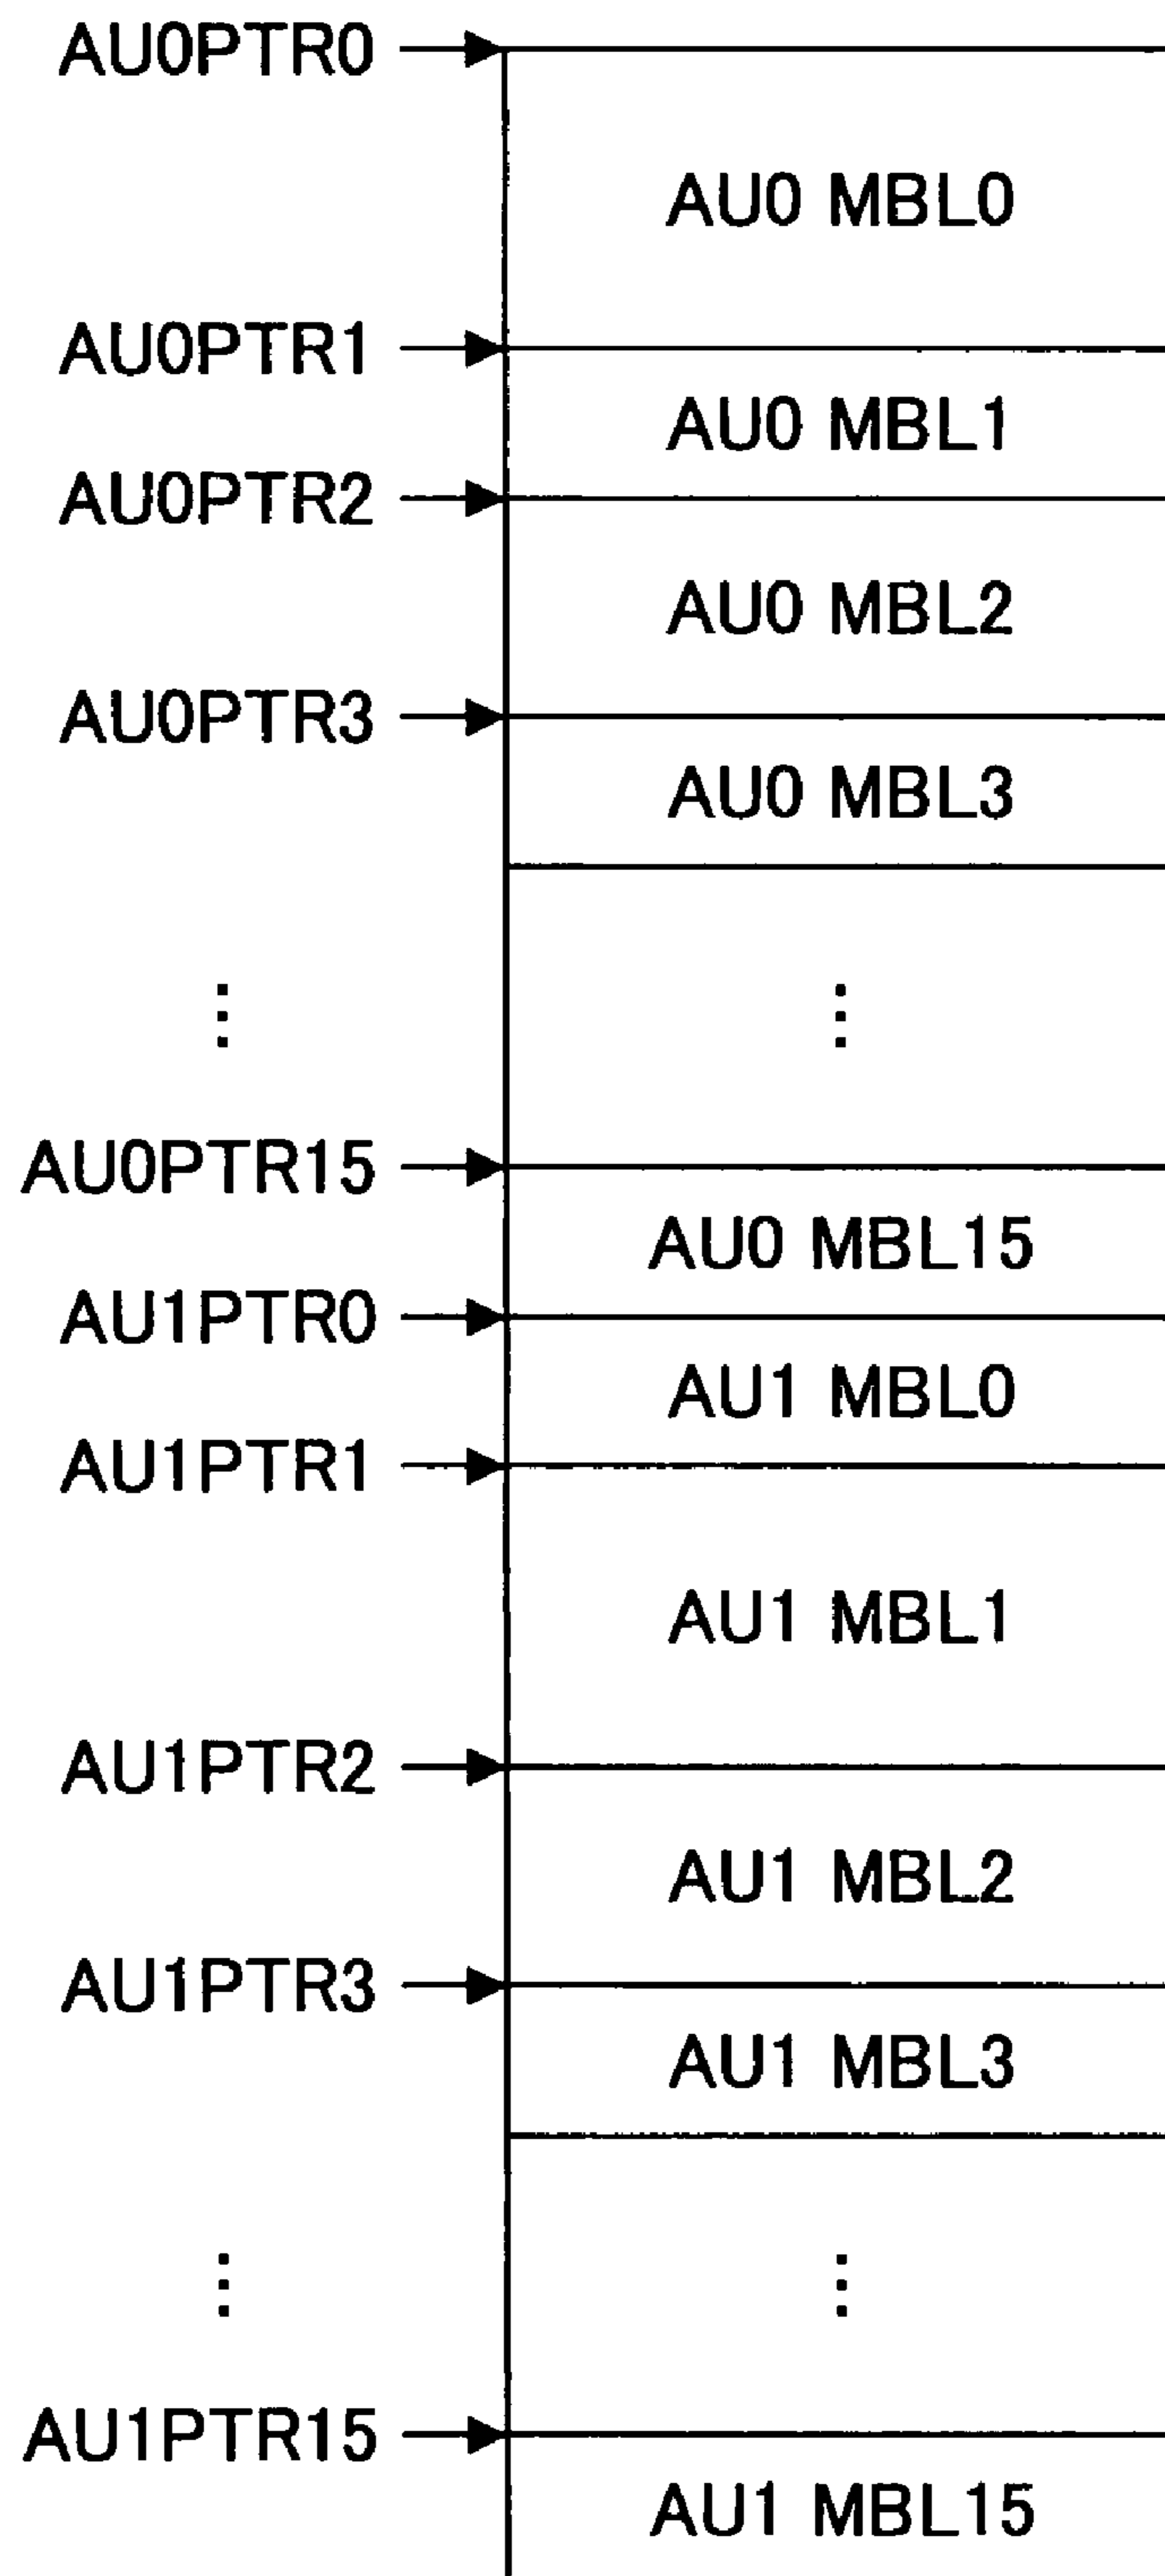 AU0PTR0
AU0 MBL0
AU0PTR1
AU0 MBL1
AU0PTR2
AU0 MBL2
AU0PTR3
AU0 MBL3
⋮ ⋮
AU0PTR15
AU0 MBL15
AU1PTR0
AU1 MBL0
AU1PTR1
AU1 MBL1
AU1PTR2
AU1 MBL2
AU1PTR3
AU1 MBL3
⋮ ⋮
AU1PTR15
AU1 MBL15